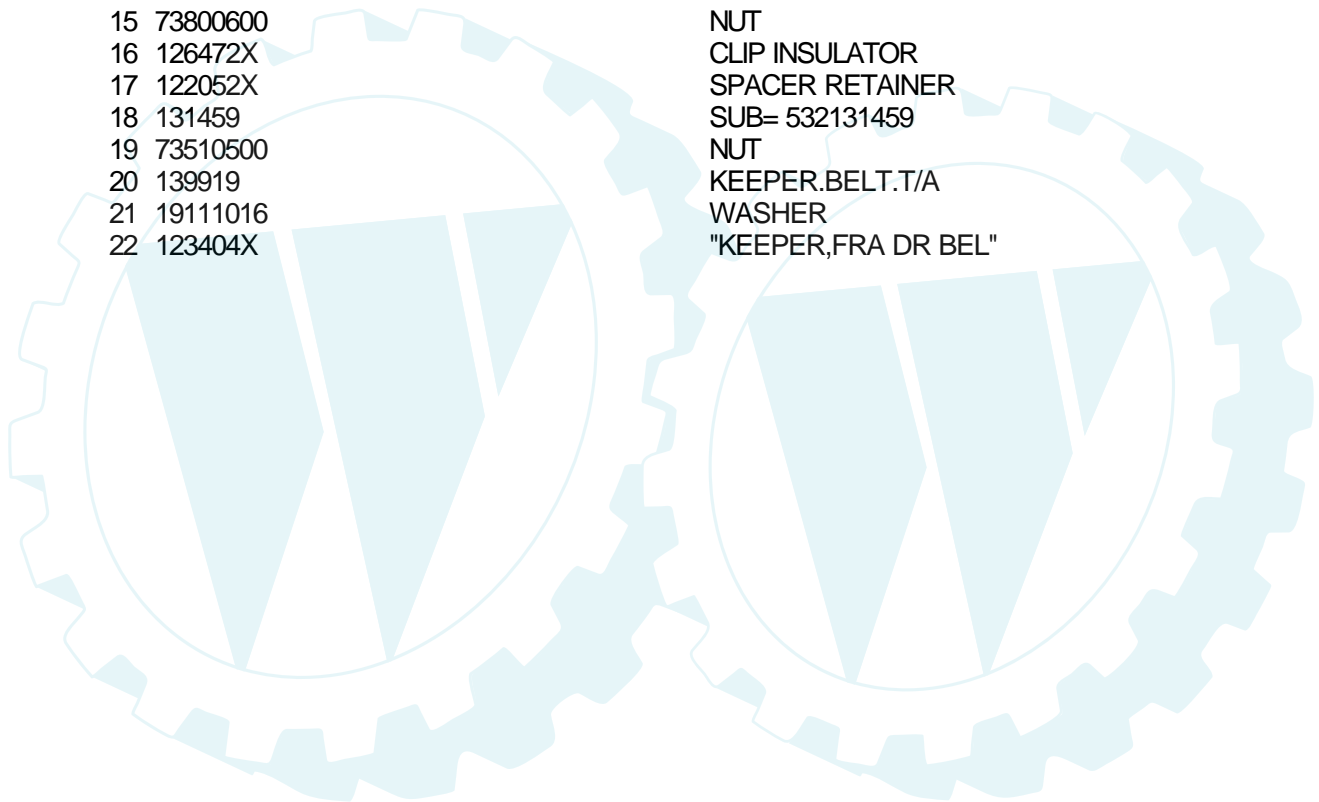 15 73800600 NUT
16 126472X CLIP INSULATOR
17 122052X SPACER RETAINER
18 131459 SUB= 532131459
19 73510500 NUT
20 139919 KEEPER.BELT.T/A
21 19111016 WASHER
22 123404X "KEEPER,FRA DR BEL"